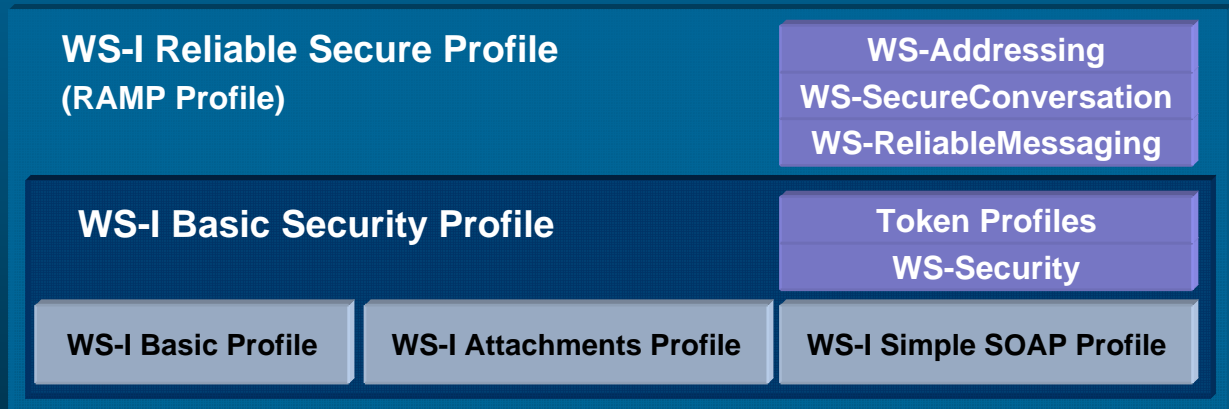 WS-I Reliable Secure Profile
(RAMP Profile)
WS-Addressing
WS-SecureConversation
WS-ReliableMessaging
WS-I Basic Security Profile
Token Profiles
WS-Security
WS-I Basic Profile
WS-I Attachments Profile
WS-I Simple SOAP Profile